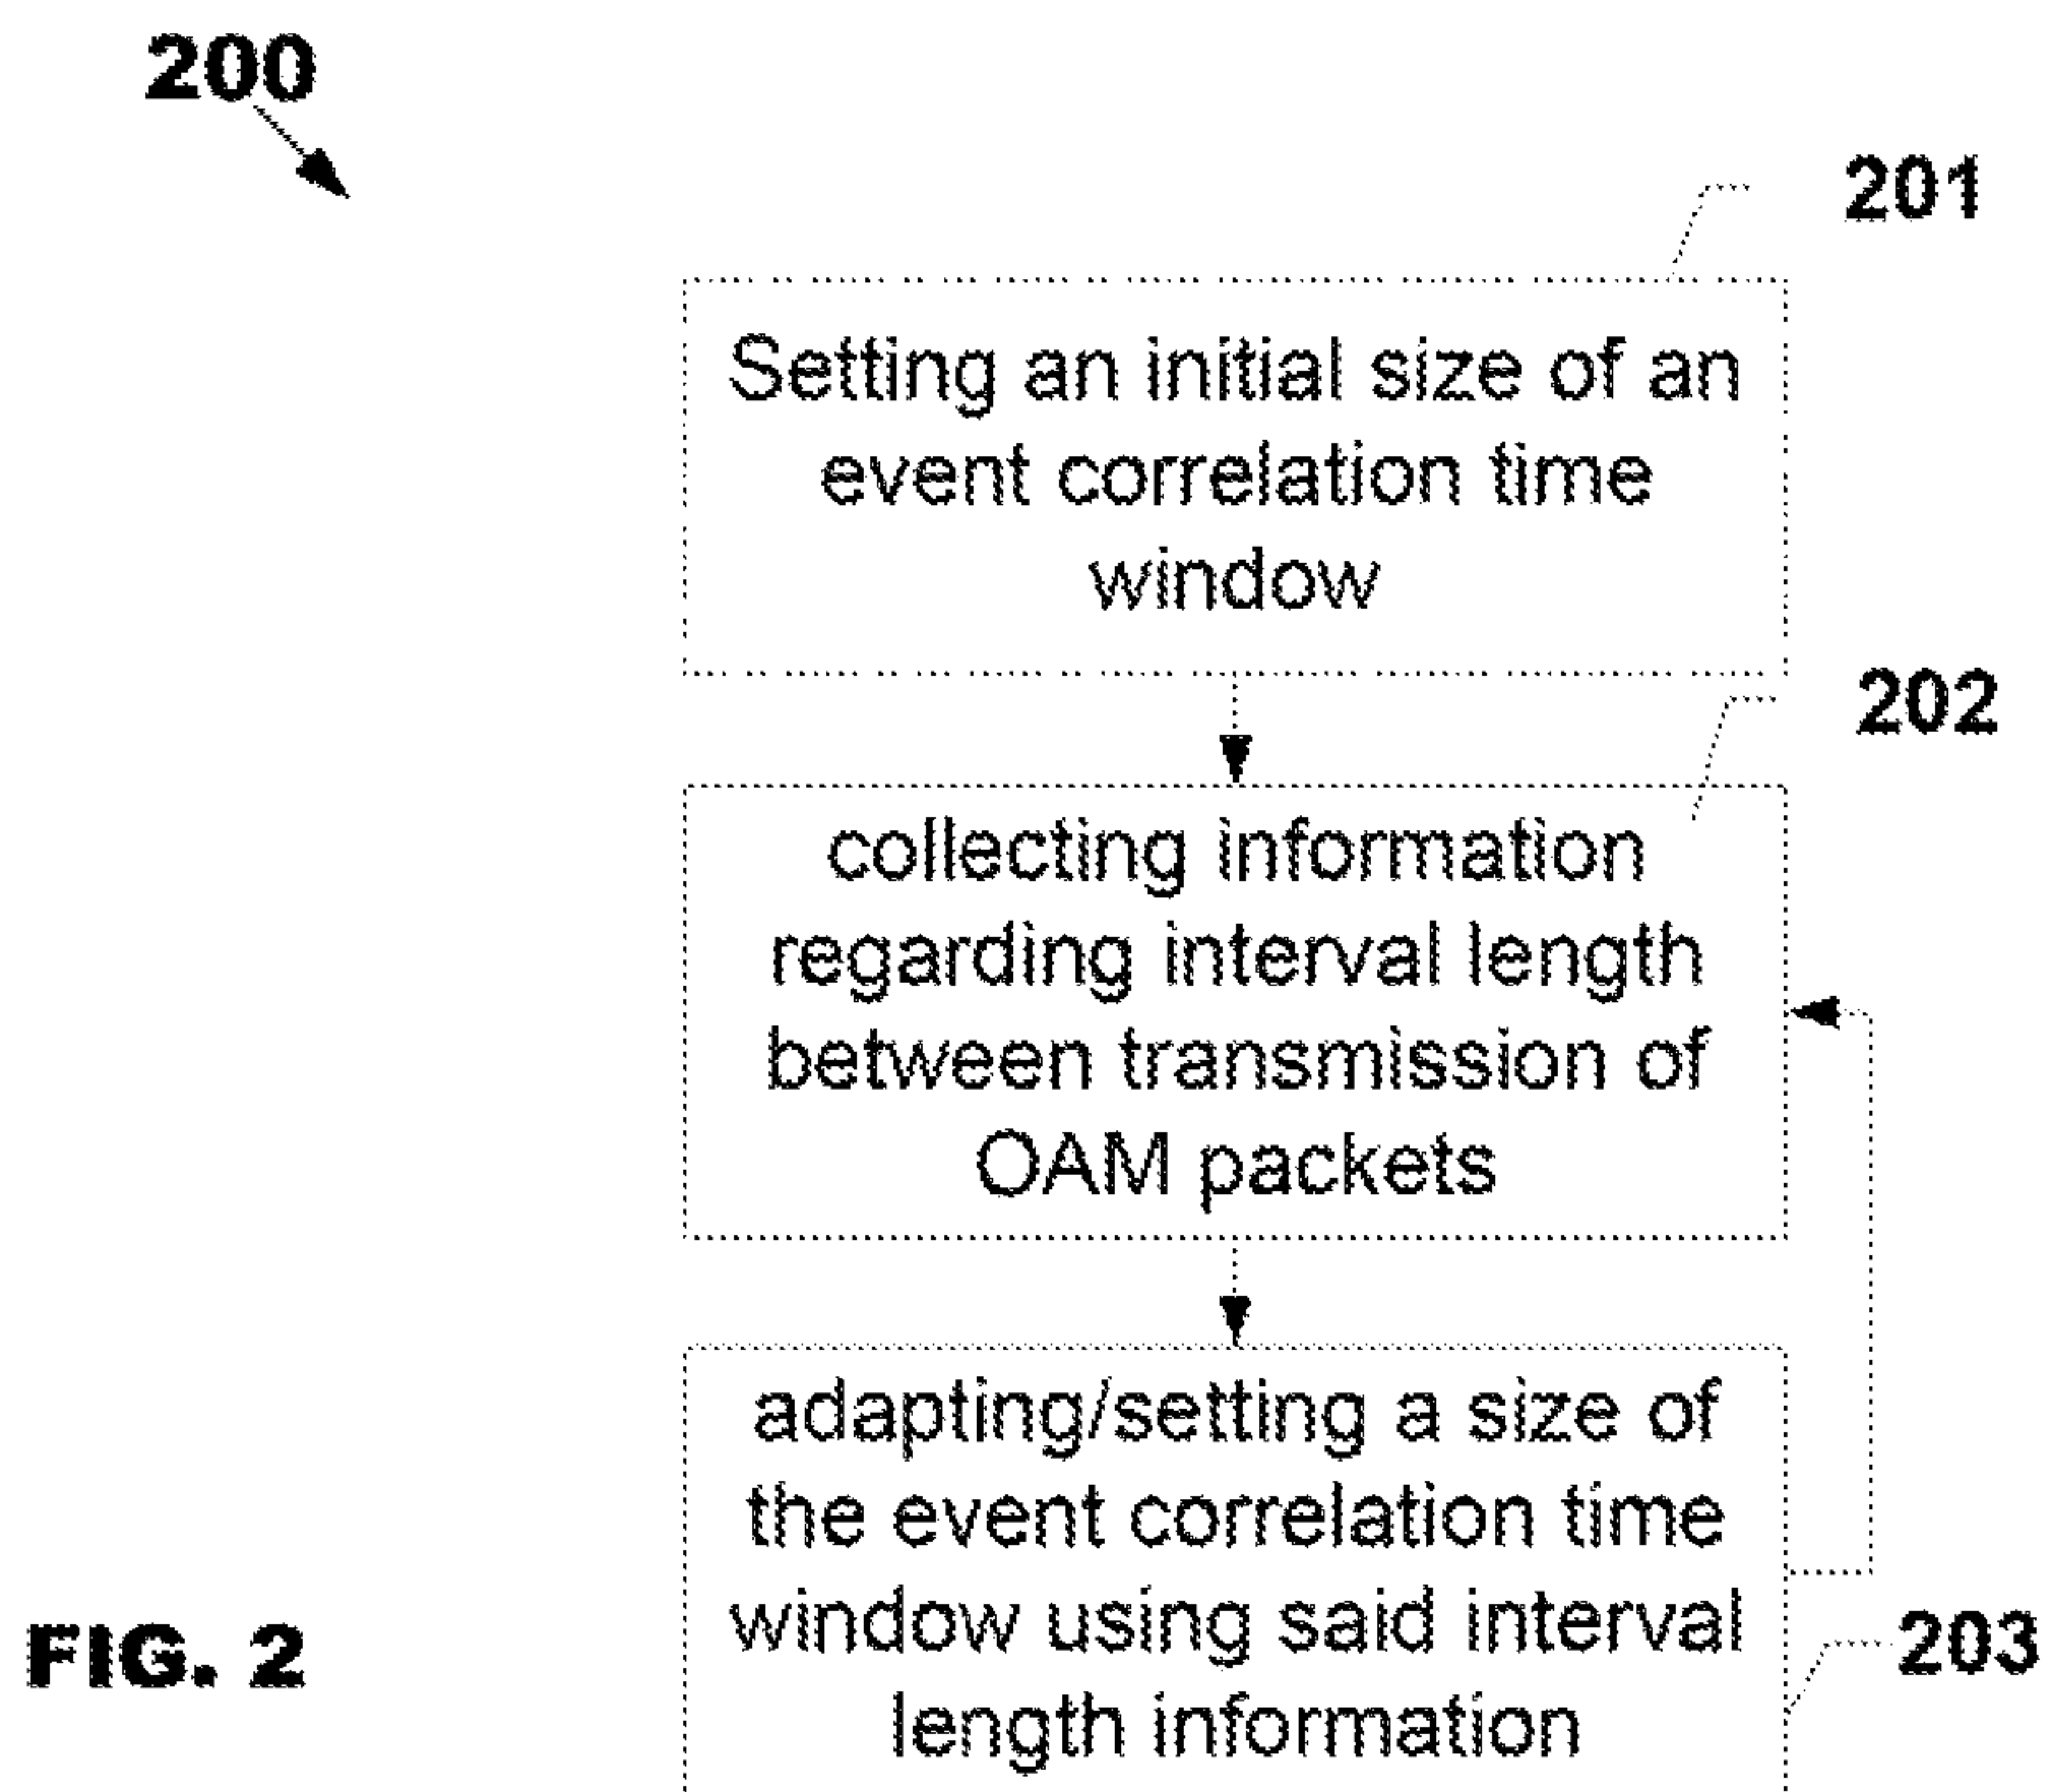 200
201
Setting an initial size of an
event correlation time
window
202
collecting information
regarding interval length
between transmission of
OAM packets
adapting/setting a size of
the event correlation time
window using said interval
length information
203
FIG. 2